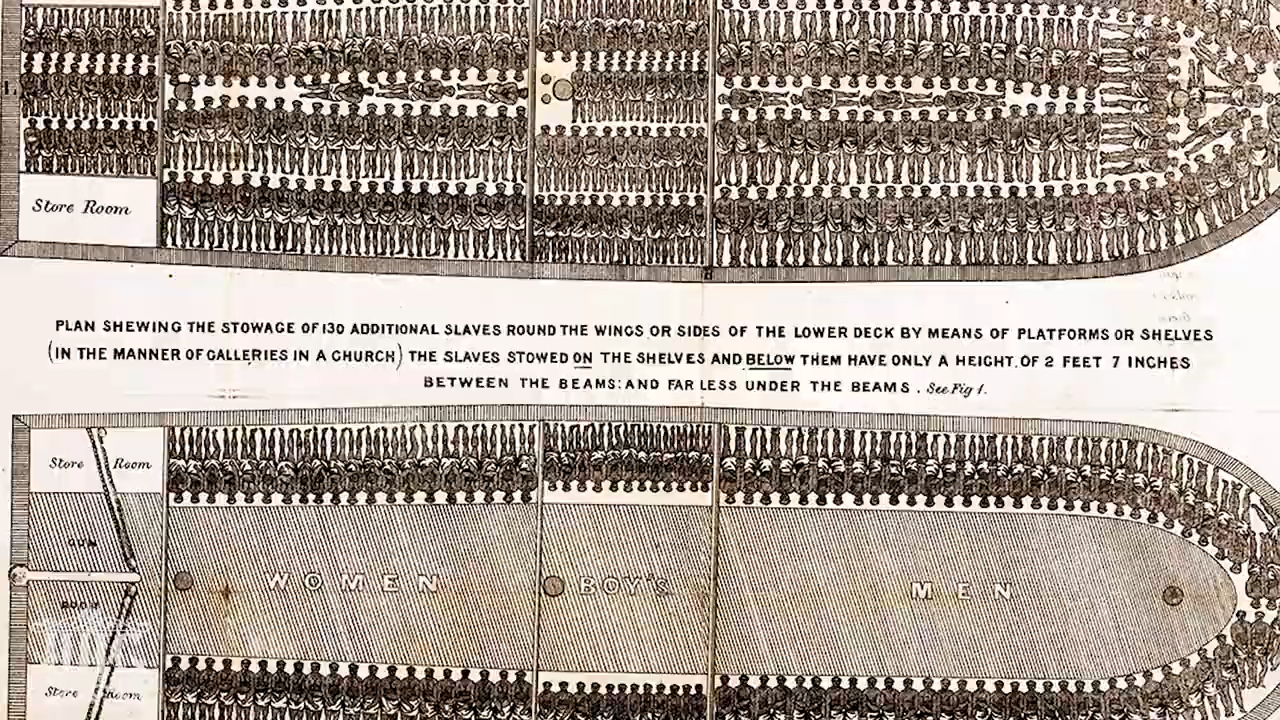 Store Room
PLAN SHEWING THE STOWAGE OF 130 ADDITIONAL SLAVES ROUND THE WINGS OR SIDES OF THE LOWER DECK BY MEANS OF PLATFORMS OR SHELVES
(IN THE MANNER OF GALLERIES IN A CHURCH) THE SLAVES STOWED ON THE SHELVES AND BELOW THEM HAVE ONLY A HEIGHT OF 2 FEET 7 INCHES
BETWEEN THE BEAMS: AND FAR LESS UNDER THE BEAMS. See Fig 1.
Store Room
GUN
WOMEN BOY'S MEN
ROOM
Store Room